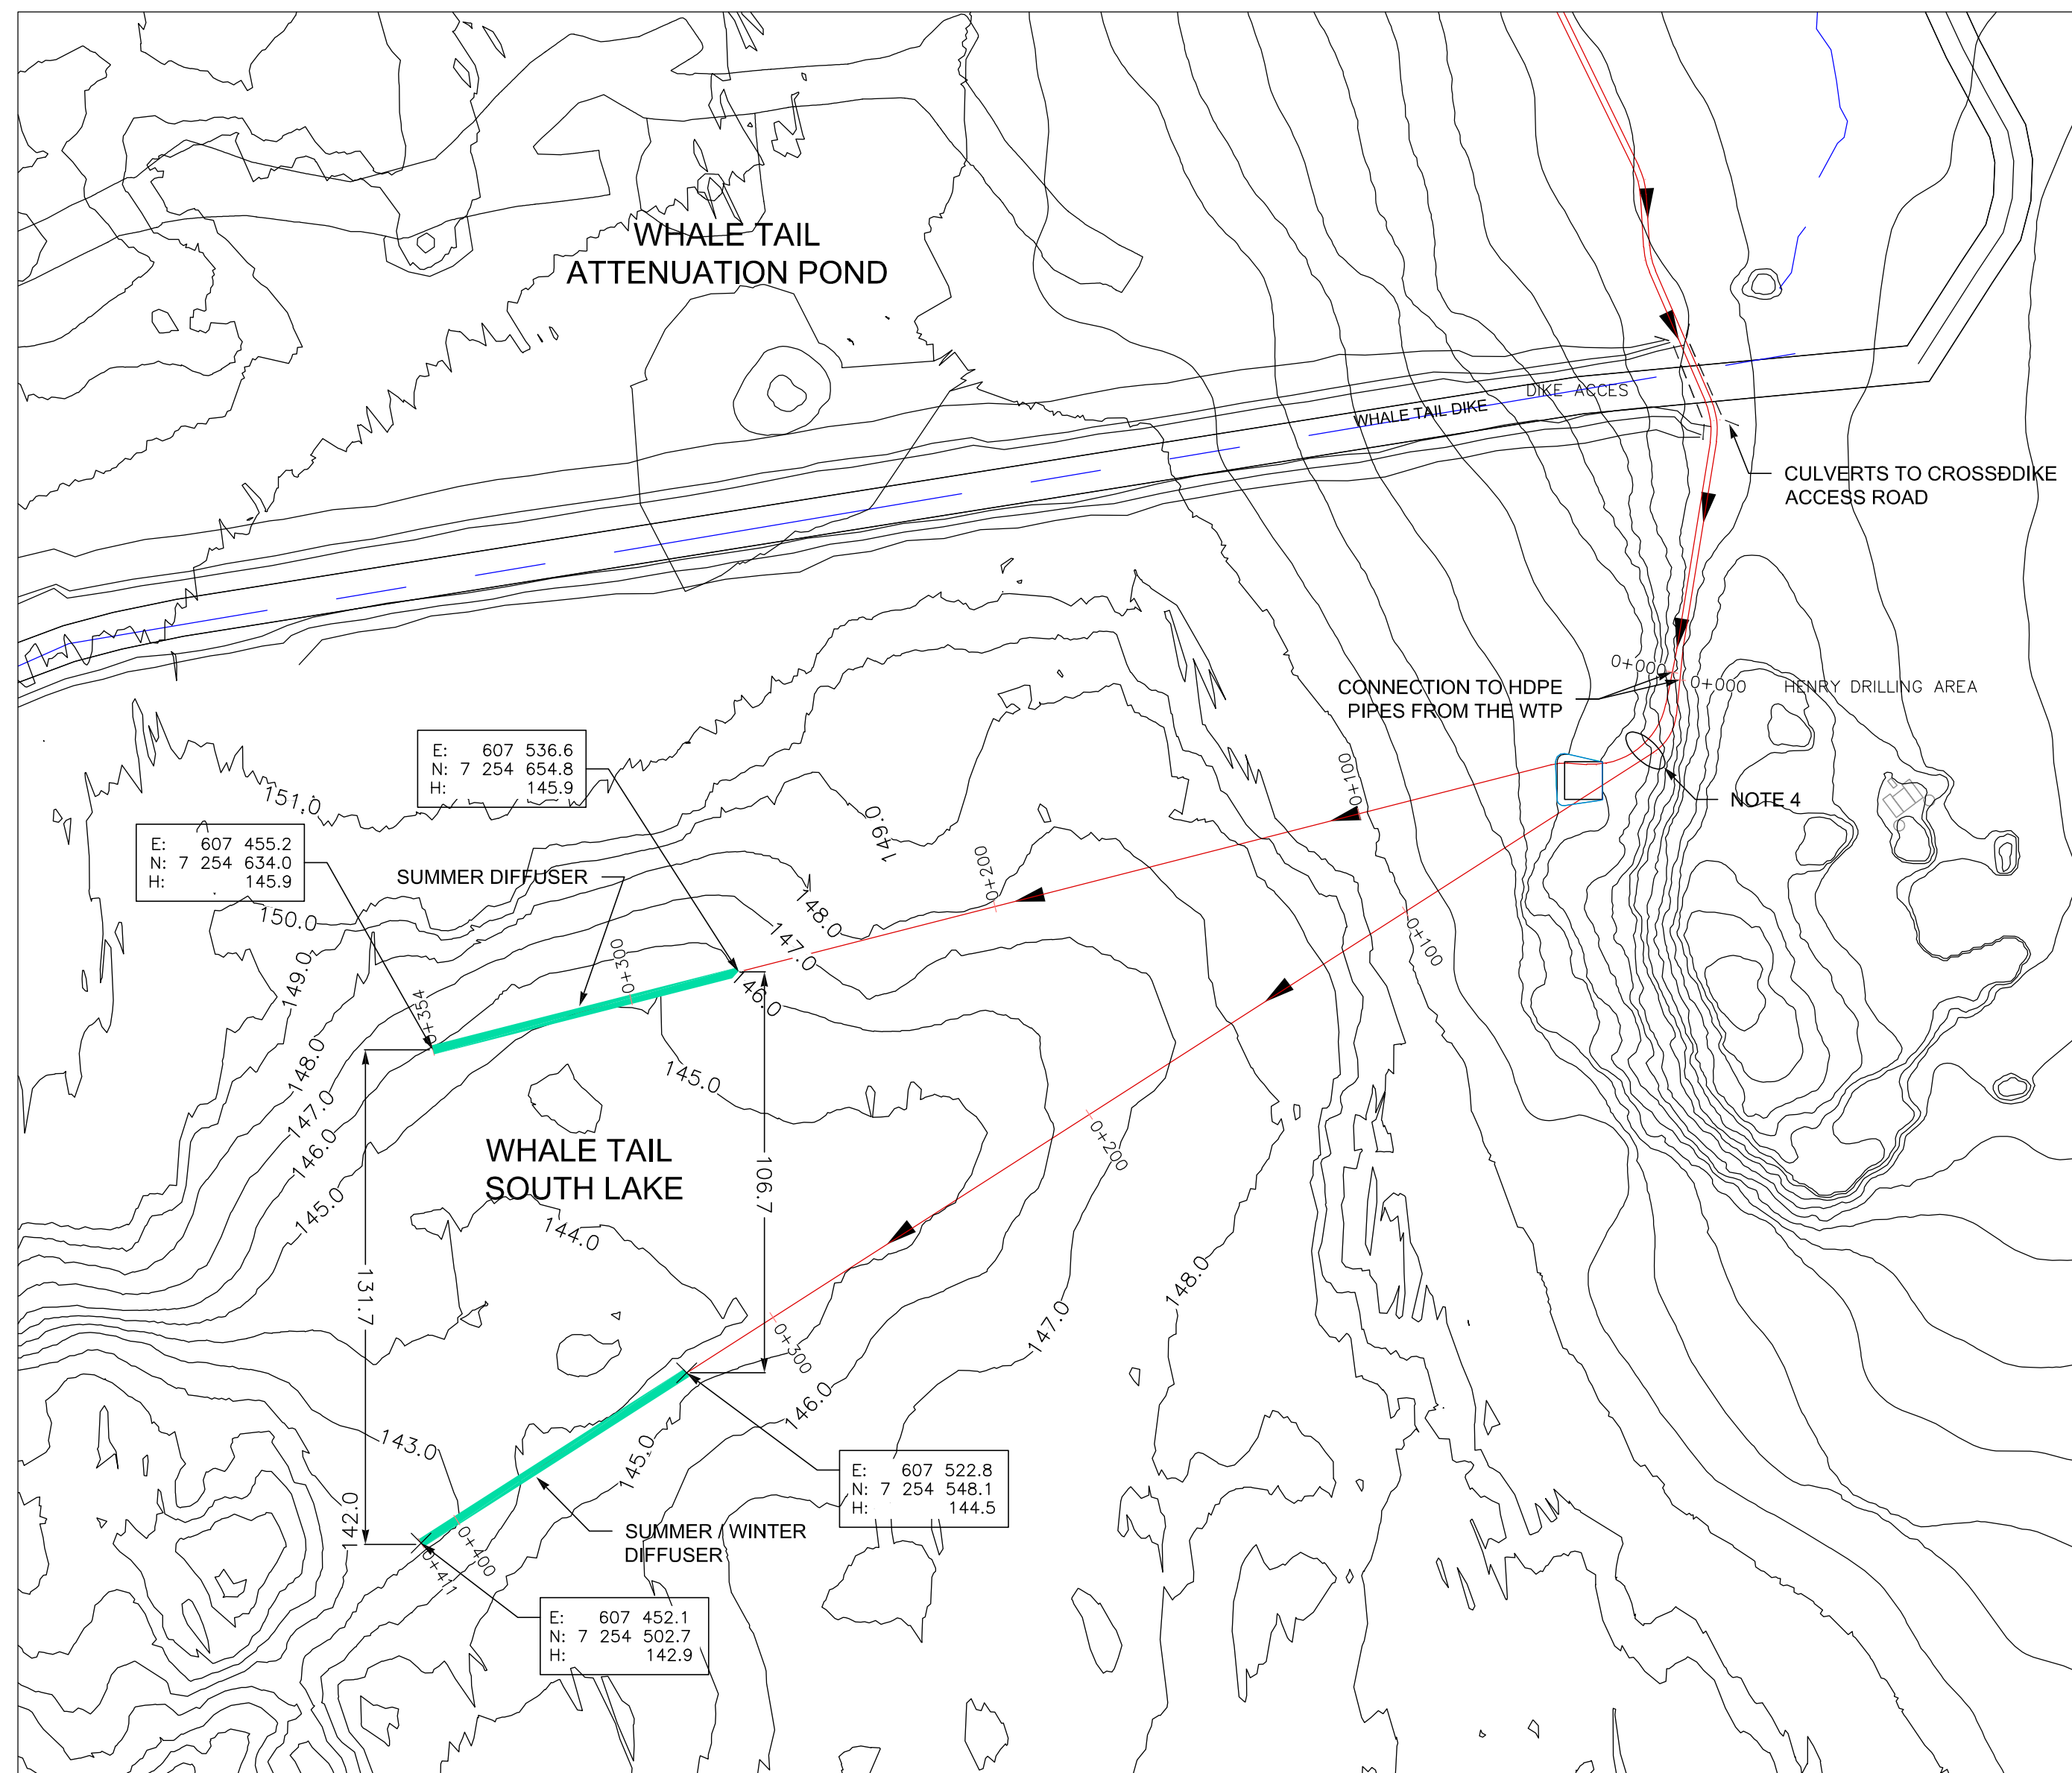 WHALE TAIL
ATTENUATION POND
DIKE ACCES
WHALE TAIL DIKE
CULVERTS TO CROSS DIKE
ACCESS ROAD
0+000
0+000
HENRY DRILLING AREA
CONNECTION TO HDPE
PIPES FROM THE WTP
NOTE 4
E: 607 536.6
N: 7 254 654.8
H: 145.9
151.0
0+100
149.0
E: 607 455.2
N: 7 254 634.0
H: 145.9
SUMMER DIFFUSER
0+200
150.0
148.0
147.0
0+100
149.0
0+300
146.0
0+354
148.0
145.0
147.0
0+200
146.0
WHALE TAIL
SOUTH LAKE
106.7
145.0
144.0
131.7
148.0
147.0
0+300
146.0
143.0
145.0
E: 607 522.8
N: 7 254 548.1
H: 144.5
142.0
SUMMER / WINTER
DIFFUSER
0+400
0+411
E: 607 452.1
N: 7 254 502.7
H: 142.9